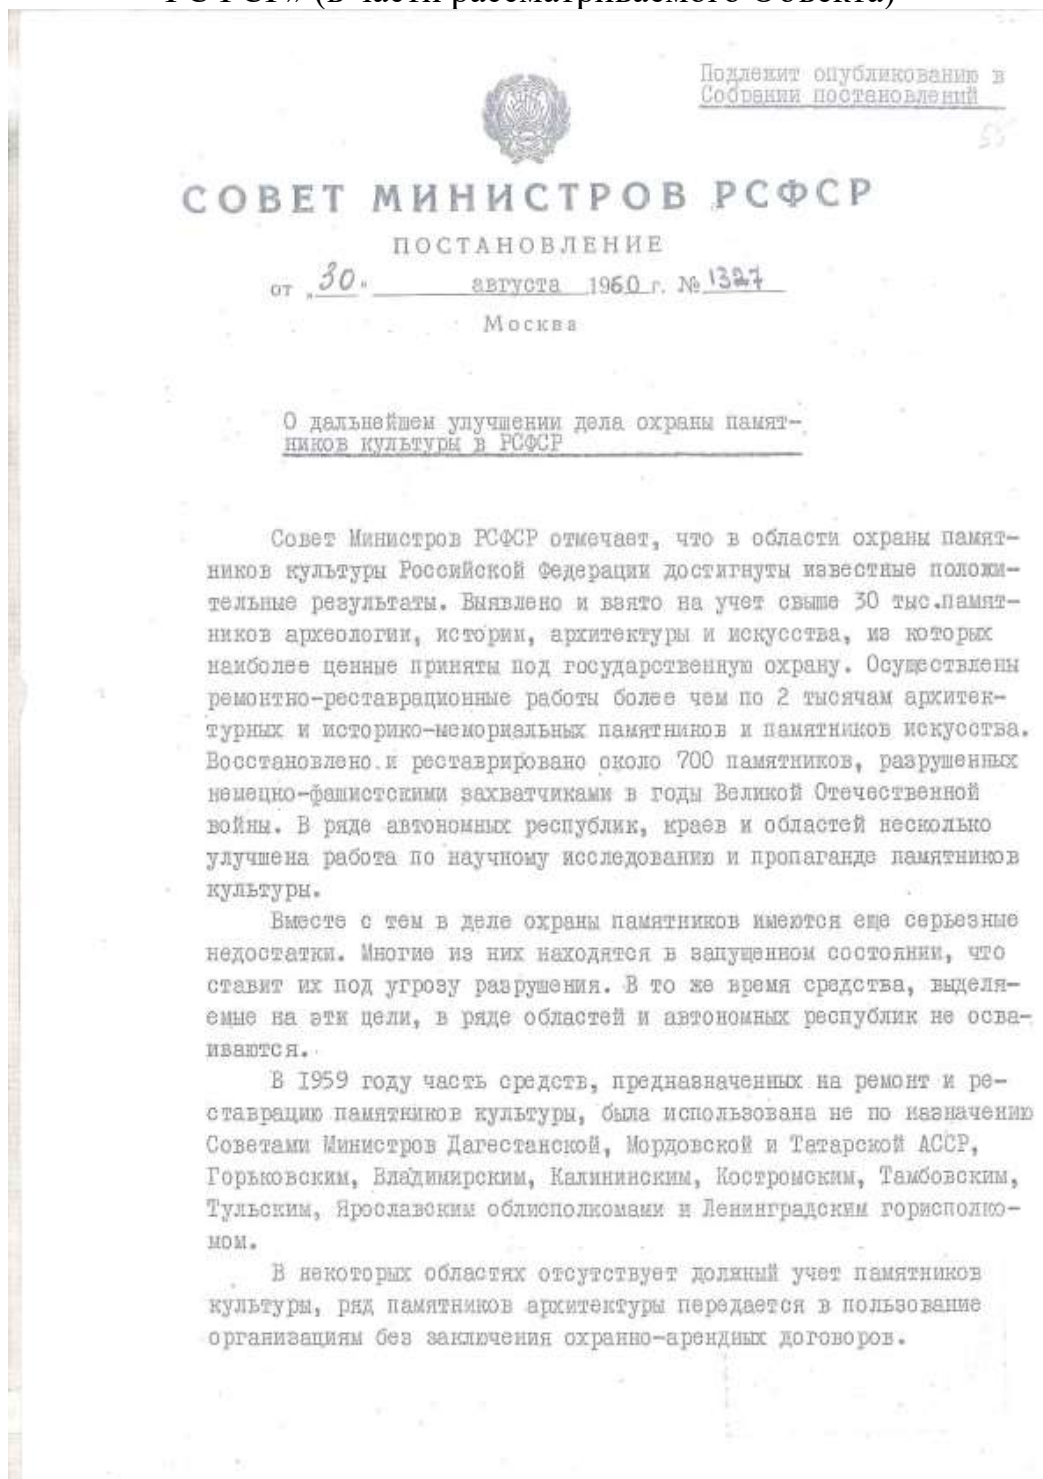 РСФСР» (в части рассматриваемого Объекта)
Подлежит опубликованию в
Собрании постановлений
55
СОВЕТ МИНИСТРОВ РСФСР
ПОСТАНОВЛЕНИЕ
от „30" августа 1960 г. № 1327
Москва
О дальнейшем улучшении дела охраны памят-
ников культуры в РСФСР
Совет Министров РСФСР отмечает, что в области охраны памят-
ников культуры Российской Федерации достигнуты известные положи-
тельные результаты. Выявлено и взято на учет свыше 30 тыс.памят-
ников археологии, истории, архитектуры и искусства, из которых
наиболее ценные приняты под государственную охрану. Осуществлены
ремонтно-реставрационные работы более чем по 2 тысячам архитек-
турных и историко-мемориальных памятников и памятников искусства.
Восстановлено и реставрировано около 700 памятников, разрушенных
немецко-фашистскими захватчиками в годы Великой Отечественной
войны. В ряде автономных республик, краев и областей несколько
улучшена работа по научному исследованию и пропаганде памятников
культуры.
Вместе с тем в деле охраны памятников имеются еще серьезные
недостатки. Многие из них находятся в запущенном состоянии, что
ставит их под угрозу разрушения. В то же время средства, выделя-
емые на эти цели, в ряде областей и автономных республик не осва-
иваются.
В 1959 году часть средств, предназначенных на ремонт и ре-
ставрацию памятников культуры, была использована не по назначению
Советами Министров Дагестанской, Мордовской и Татарской АССР,
Горьковским, Владимирским, Калининским, Костромским, Тамбовским,
Тульским, Ярославским облисполкомами и Ленинградским горисполко-
мом.
В некоторых областях отсутствует должный учет памятников
культуры, ряд памятников архитектуры передается в пользование
организациям без заключения охранно-арендных договоров.